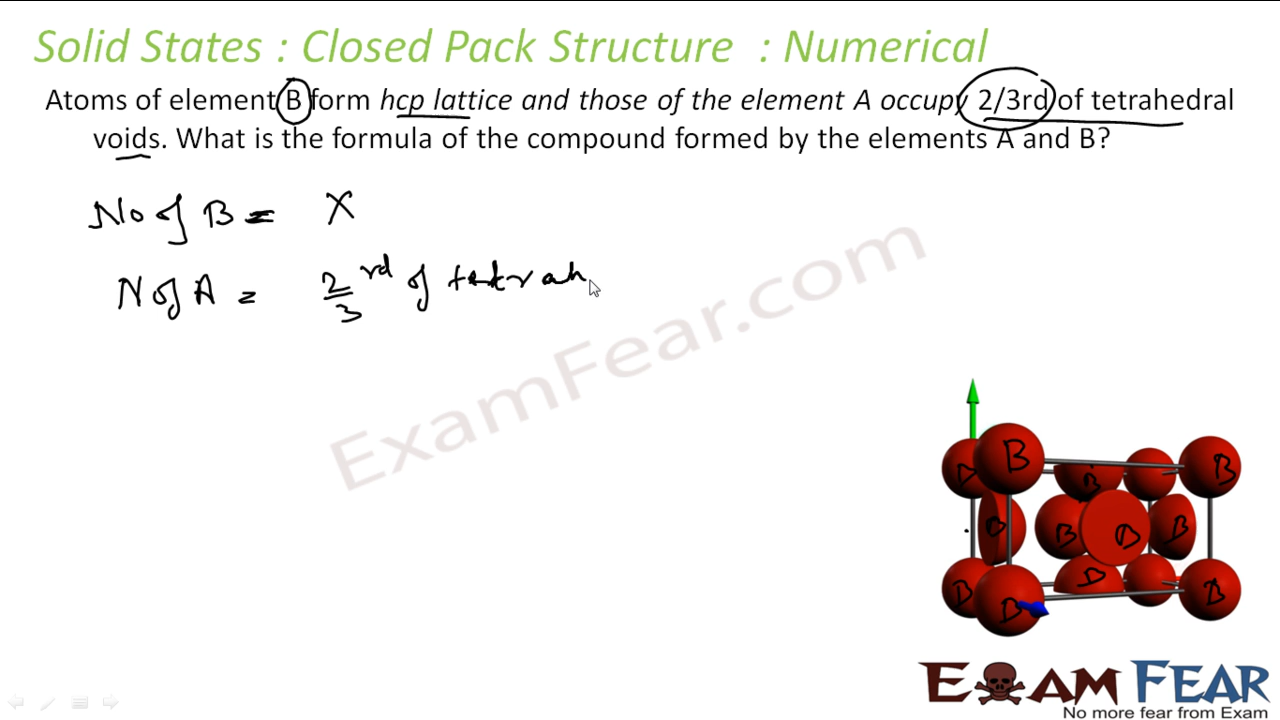 Solid States : Closed Pack Structure : Numerical
Atoms of element B form hcp lattice and those of the element A occupy 2/3rd of tetrahedral
voids. What is the formula of the compound formed by the elements A and B?
No of B = X
N of A = 2/3 rd of tetrah
ExamFear.com
B B
B
B B B B
B
B B B
EXAM FEAR
No more fear from Exam